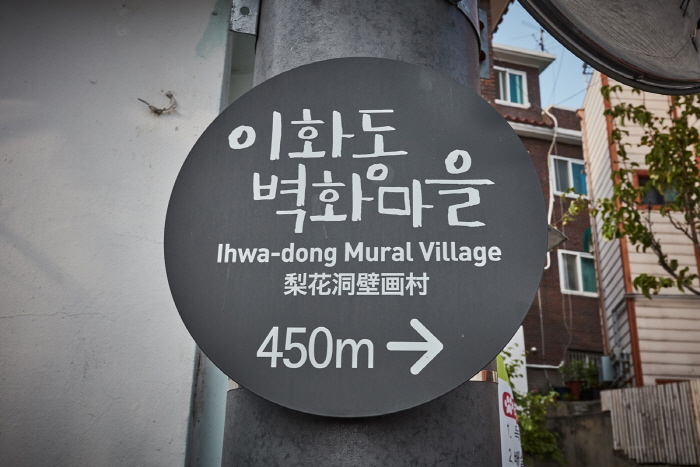 이화동
벽화마을
Ihwa-dong Mural Village
梨花洞壁画村
450m →